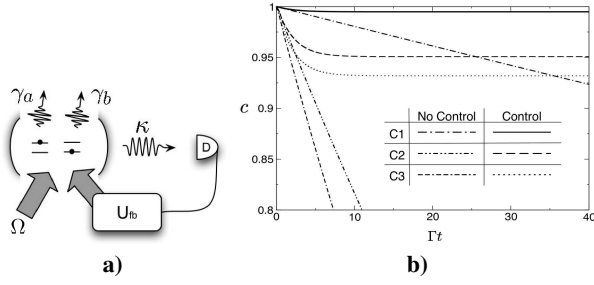 γa γb
κ
D
Ω
Ufb
a)
c
1
0.95
0.9
0.85
0.8
0 10 20 30 40
Γt
No Control Control
C1
C2
C3
b)